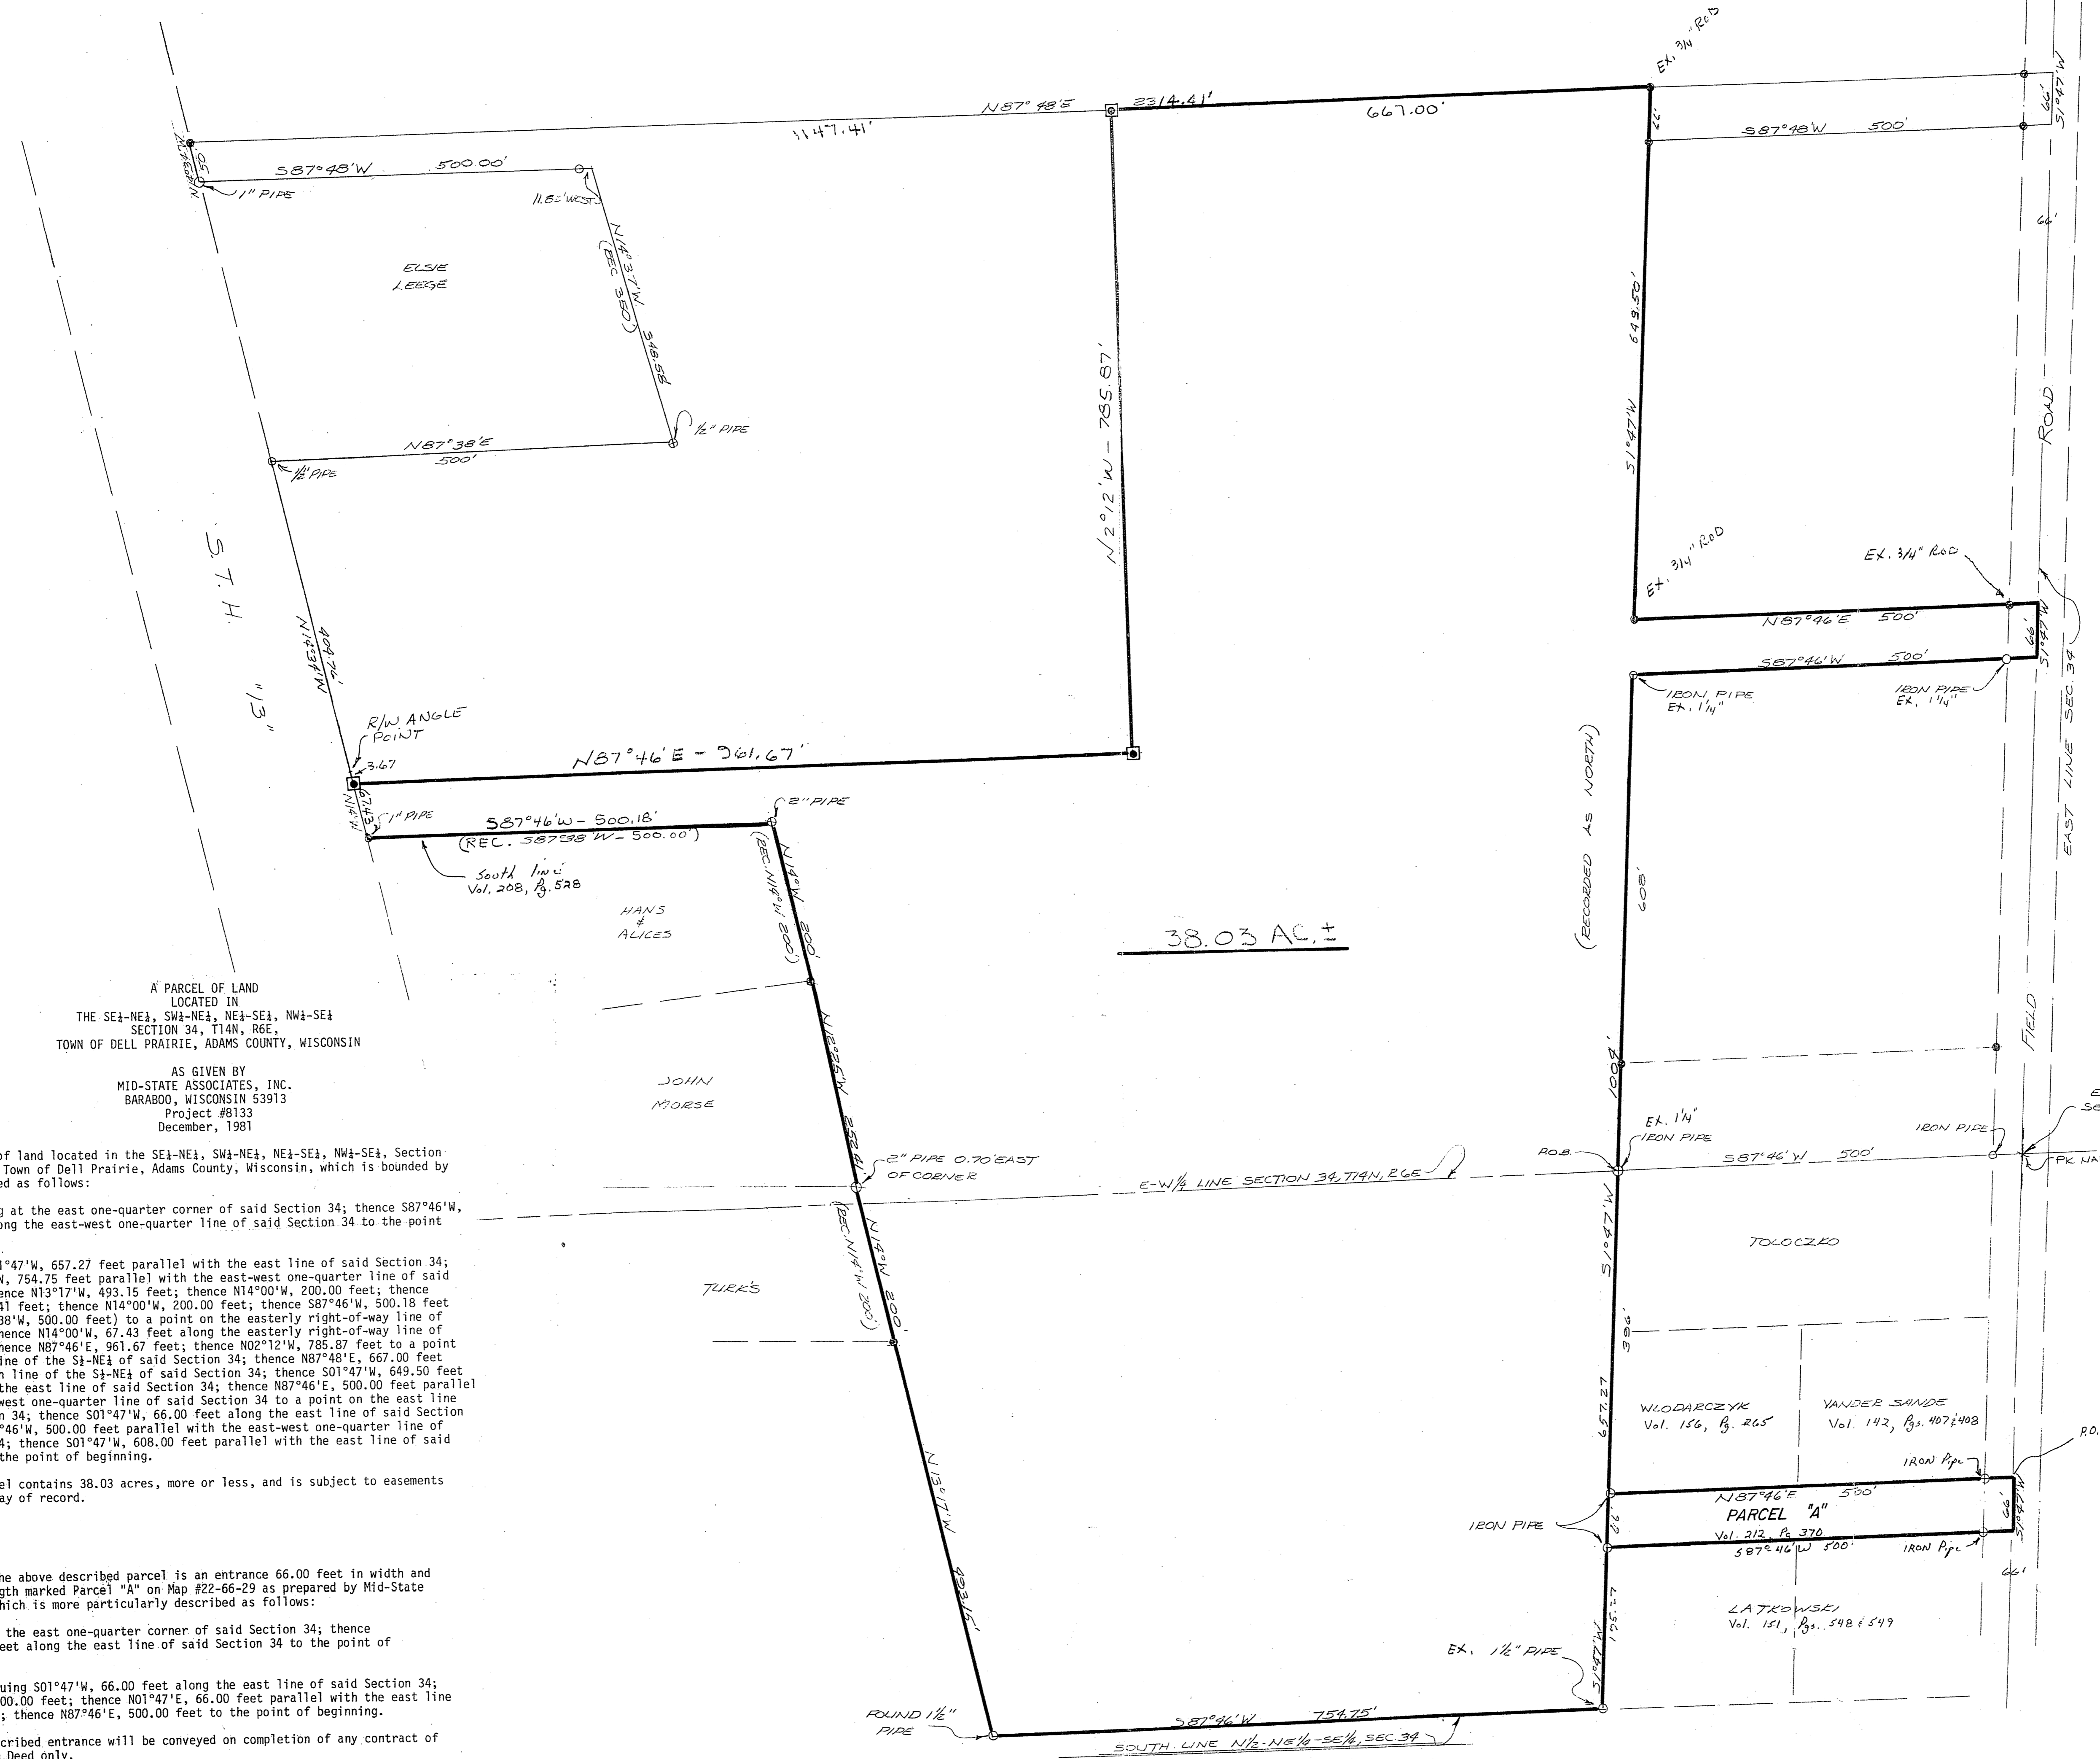 EX. 3/4" ROD
N87°48'E
2314.41'
1147.41'
667.00'
S1°47'W
66'
S87°48'W 500'
50'
S87°48'W 500.00'
1" PIPE
11.82' WEST
66'
N14°37'W 348.58
(REC 350')
ELSIE
LEEGE
N2°12'W - 785.87'
S1°47'W
ROAD
N87°38'E
500'
1/2" PIPE
1/2" PIPE
S. T. H. "13"
EX. 3/4" ROD
EX. 3/4" ROD
N87°46'E 500'
66'
S1°47'W
S87°46'W 500'
IRON PIPE
EX. 1 1/4"
IRON PIPE
EX. 1 1/4"
404.76'
N14°34'W
EAST LINE SEC. 34
R/W ANGLE
POINT
3.67
N87°46'E - 961.67'
67.43
N14°W
1" PIPE
2" PIPE
S87°46'W - 500.18'
(REC. S87°38'W - 500.00')
South line
Vol. 208, Pg. 528
(RECORDED AS NORTH)
608'
N14°W 200'
(REC. N14°W 200')
HANS
&
ALICES
38.03 AC.±
A PARCEL OF LAND
LOCATED IN
THE SE¼-NE¼, SW¼-NE¼, NE¼-SE¼, NW¼-SE¼
SECTION 34, T14N, R6E,
TOWN OF DELL PRAIRIE, ADAMS COUNTY, WISCONSIN
AS GIVEN BY
MID-STATE ASSOCIATES, INC.
BARABOO, WISCONSIN 53913
Project #8133
December, 1981
FIELD
JOHN
MORSE
EX. 1 1/4"
IRON PIPE
IRON PIPE
P.O.B.
S87°46'W 500'
PK NA
2" PIPE 0.70' EAST
OF CORNER
E-W 1/4 LINE SECTION 34, T14N, R6E
of land located in the SE¼-NE¼, SW¼-NE¼, NE¼-SE¼, NW¼-SE¼, Section
Town of Dell Prairie, Adams County, Wisconsin, which is bounded by
ed as follows:
g at the east one-quarter corner of said Section 34; thence S87°46'W,
ong the east-west one-quarter line of said Section 34 to the point
1°47'W, 657.27 feet parallel with the east line of said Section 34;
W, 754.75 feet parallel with the east-west one-quarter line of said
ence N13°17'W, 493.15 feet; thence N14°00'W, 200.00 feet; thence
41 feet; thence N14°00'W, 200.00 feet; thence S87°46'W, 500.18 feet
38'W, 500.00 feet) to a point on the easterly right-of-way line of
hence N14°00'W, 67.43 feet along the easterly right-of-way line of
hence N87°46'E, 961.67 feet; thence N02°12'W, 785.87 feet to a point
ine of the S½-NE¼ of said Section 34; thence N87°48'E, 667.00 feet
h line of the S½-NE¼ of said Section 34; thence S01°47'W, 649.50 feet
the east line of said Section 34; thence N87°46'E, 500.00 feet parallel
west one-quarter line of said Section 34 to a point on the east line
n 34; thence S01°47'W, 66.00 feet along the east line of said Section
°46'W, 500.00 feet parallel with the east-west one-quarter line of
4; thence S01°47'W, 608.00 feet parallel with the east line of said
the point of beginning.
el contains 38.03 acres, more or less, and is subject to easements
ay of record.
he above described parcel is an entrance 66.00 feet in width and
gth marked Parcel "A" on Map #22-66-29 as prepared by Mid-State
hich is more particularly described as follows:
the east one-quarter corner of said Section 34; thence
eet along the east line of said Section 34 to the point of
uing S01°47'W, 66.00 feet along the east line of said Section 34;
00.00 feet; thence N01°47'E, 66.00 feet parallel with the east line
; thence N87°46'E, 500.00 feet to the point of beginning.
cribed entrance will be conveyed on completion of any contract of
Deed only.
N14°W 200'
(REC. N14°W 200')
TURK'S
S1°47'W
TOLOCZKO
396'
657.27
WLODARCZYK
Vol. 156, Pg. 265
VANDER SANDE
Vol. 142, Pgs. 407 & 408
P.O.
IRON Pipe
N87°46'E 500'
PARCEL "A"
Vol. 212, Pg 370
S87°46'W 500'
IRON Pipe
66'
S1°47'W
66'
IRON PIPE
N13°17'W 493.15'
LATKOWSKI
Vol. 151, Pgs. 548 & 549
195.27
S1°47'W
EX. 1½" PIPE
FOUND 1½"
PIPE
S87°46'W 754.75'
SOUTH LINE N½-NE¼-SE¼, SEC. 34